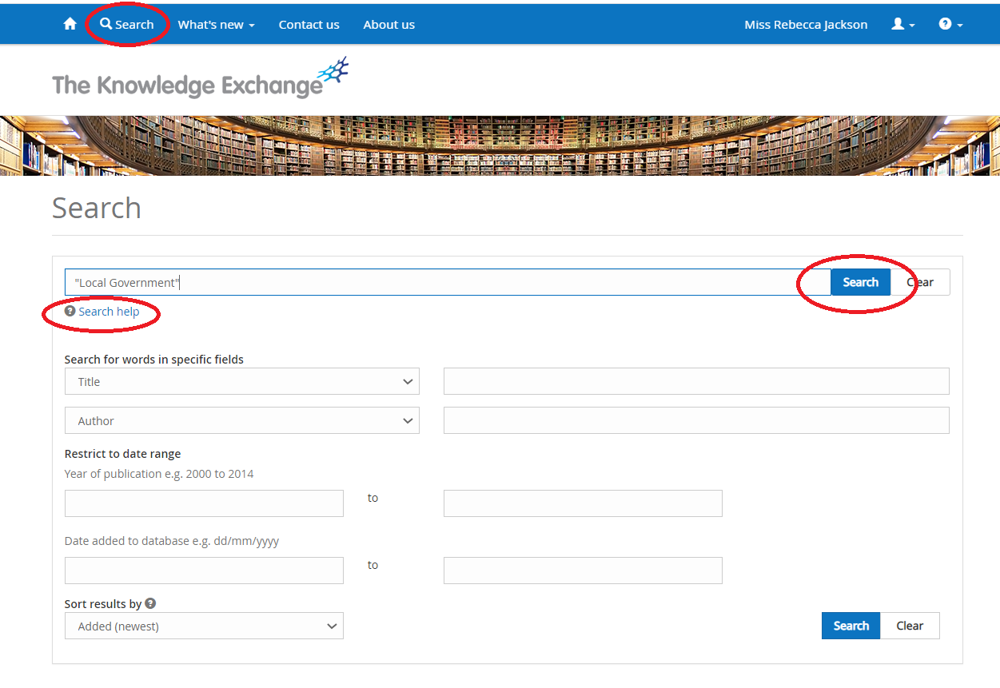 Search What's new Contact us About us Miss Rebecca Jackson
The Knowledge Exchange
Search
"Local Government" Search Clear
Search help
Search for words in specific fields
Title
Author
Restrict to date range
Year of publication e.g. 2000 to 2014
to
Date added to database e.g. dd/mm/yyyy
to
Sort results by
Added (newest) Search Clear